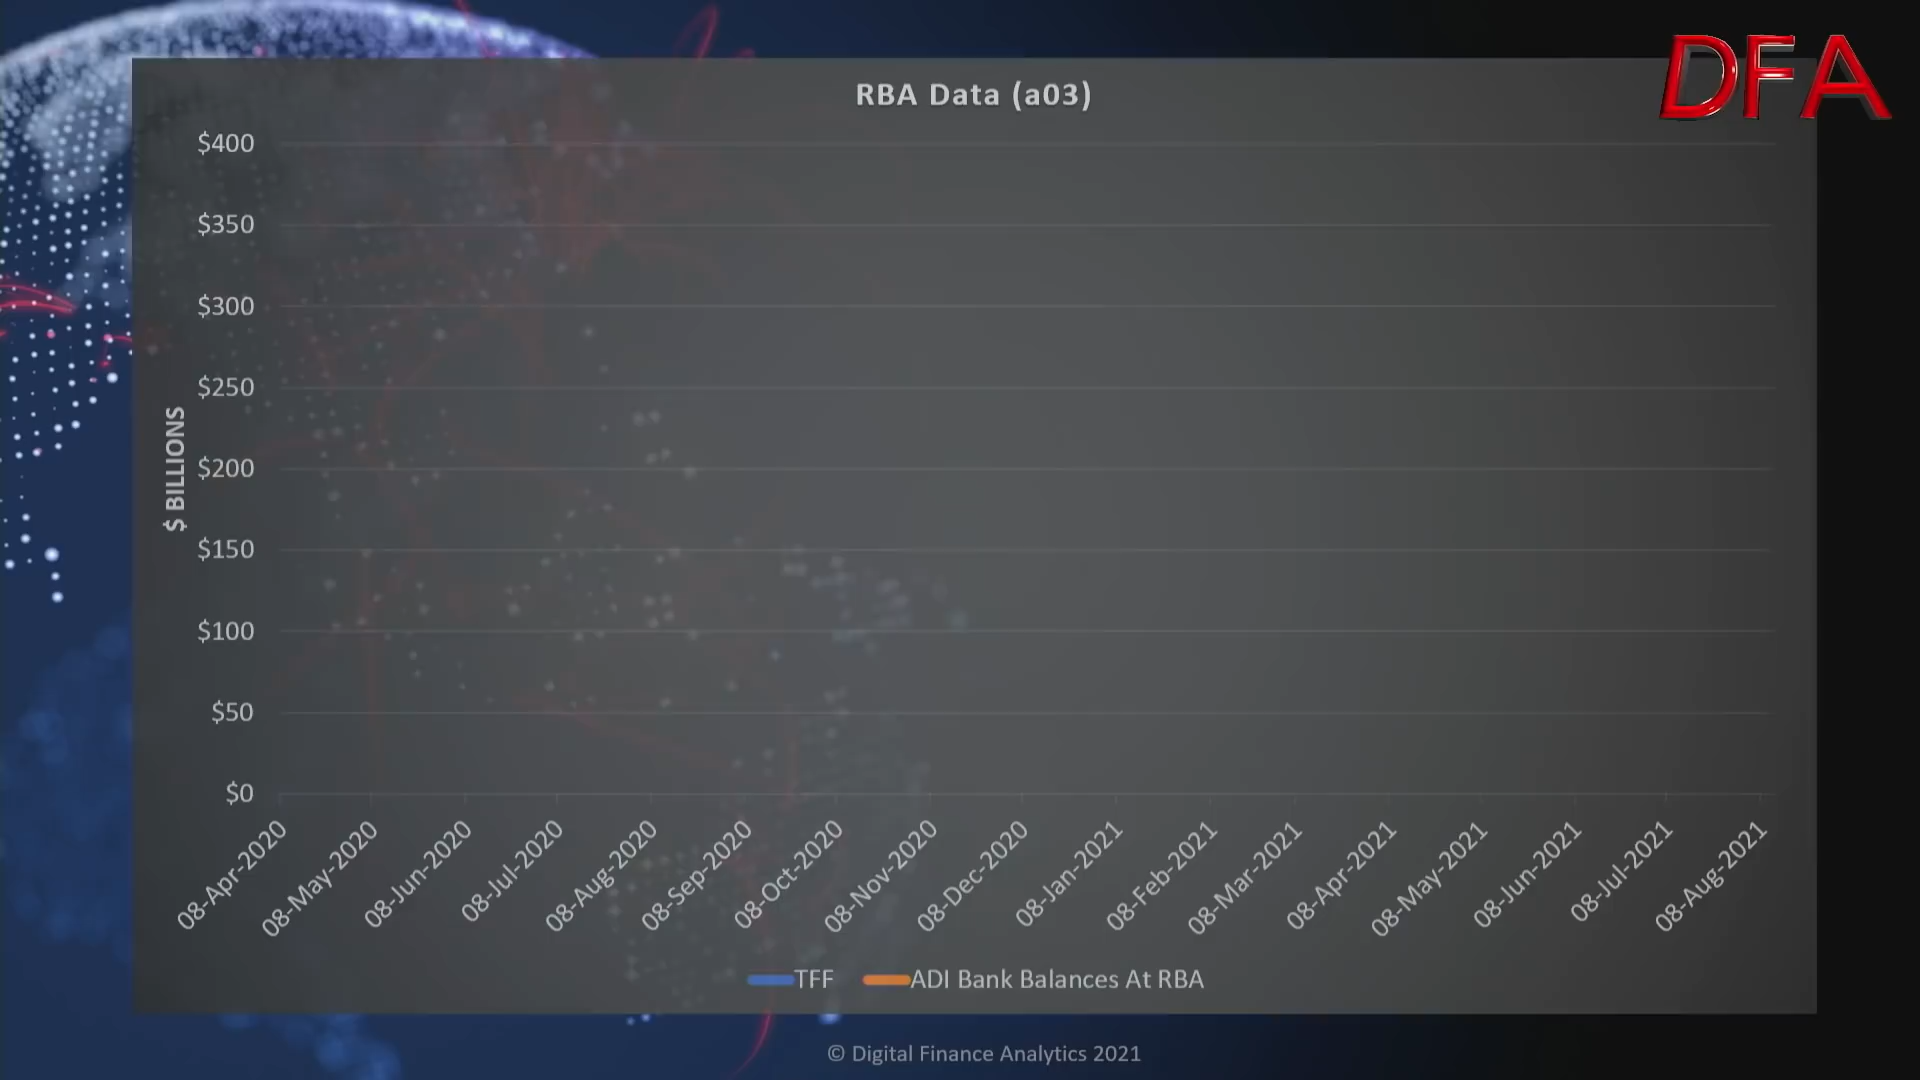 DFA
RBA Data (a03)
$ BILLIONS
$400
$350
$300
$250
$200
$150
$100
$50
$0
08-Apr-2020
08-May-2020
08-Jun-2020
08-Jul-2020
08-Aug-2020
08-Sep-2020
08-Oct-2020
08-Nov-2020
08-Dec-2020
08-Jan-2021
08-Feb-2021
08-Mar-2021
08-Apr-2021
08-May-2021
08-Jun-2021
08-Jul-2021
08-Aug-2021
TFF ADI Bank Balances At RBA
© Digital Finance Analytics 2021